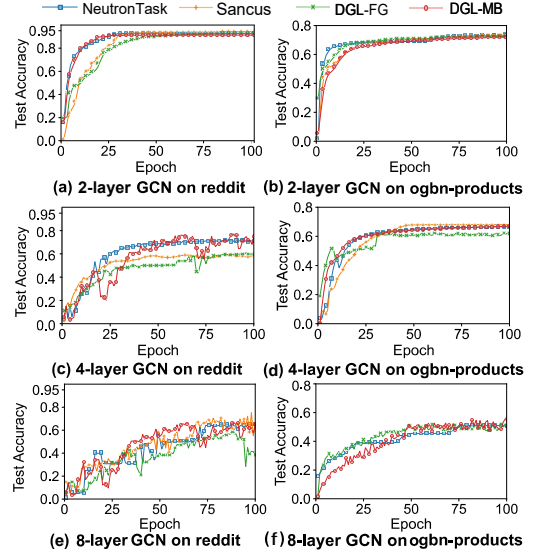 NeutronTask Sancus DGL-FG DGL-MB
0.95
0.8
0.6
0.4
0.2
0.0
Test Accuracy
0 25 50 75 100
Epoch
(a) 2-layer GCN on reddit
0.8
0.6
0.4
0.2
0.0
Test Accuracy
0 25 50 75 100
Epoch
(b) 2-layer GCN on ogbn-products
0.95
0.8
0.6
0.4
0.2
0.0
Test Accuracy
0 25 50 75 100
Epoch
(c) 4-layer GCN on reddit
0.8
0.6
0.4
0.2
0.0
Test Accuracy
0 25 50 75 100
Epoch
(d) 4-layer GCN on ogbn-products
0.95
0.8
0.6
0.4
0.2
0.0
Test Accuracy
0 25 50 75 100
Epoch
(e) 8-layer GCN on reddit
0.8
0.6
0.4
0.2
0.0
Test Accuracy
0 25 50 75 100
Epoch
(f) 8-layer GCN on ogbn-products